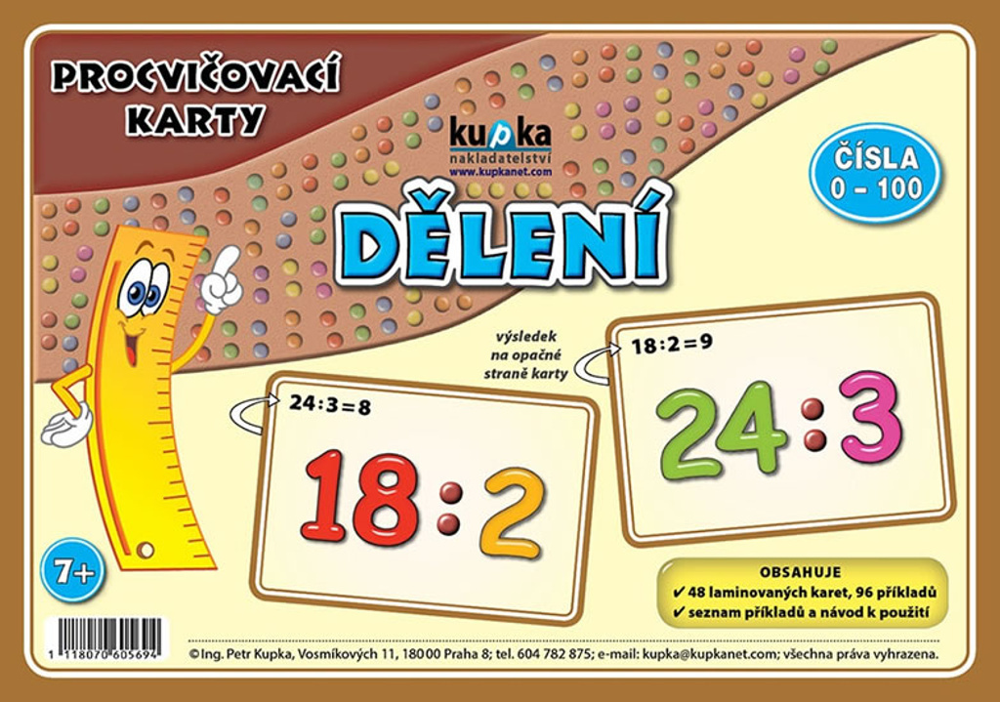 PROCVIČOVACÍ
KARTY
kupka
nakladatelství
www.kupkanet.com
DĚLENÍ
ČÍSLA
0 – 100
výsledek
na opačné
straně karty
24:3=8
18:2
18:2=9
24:3
7+
OBSAHUJE
✔ 48 laminovaných karet, 96 příkladů
✔ seznam příkladů a návod k použití
1 118070 605694
©Ing. Petr Kupka, Vosmíkových 11, 180 00 Praha 8; tel. 604 782 875; e-mail: kupka@kupkanet.com; všechna práva vyhrazena.